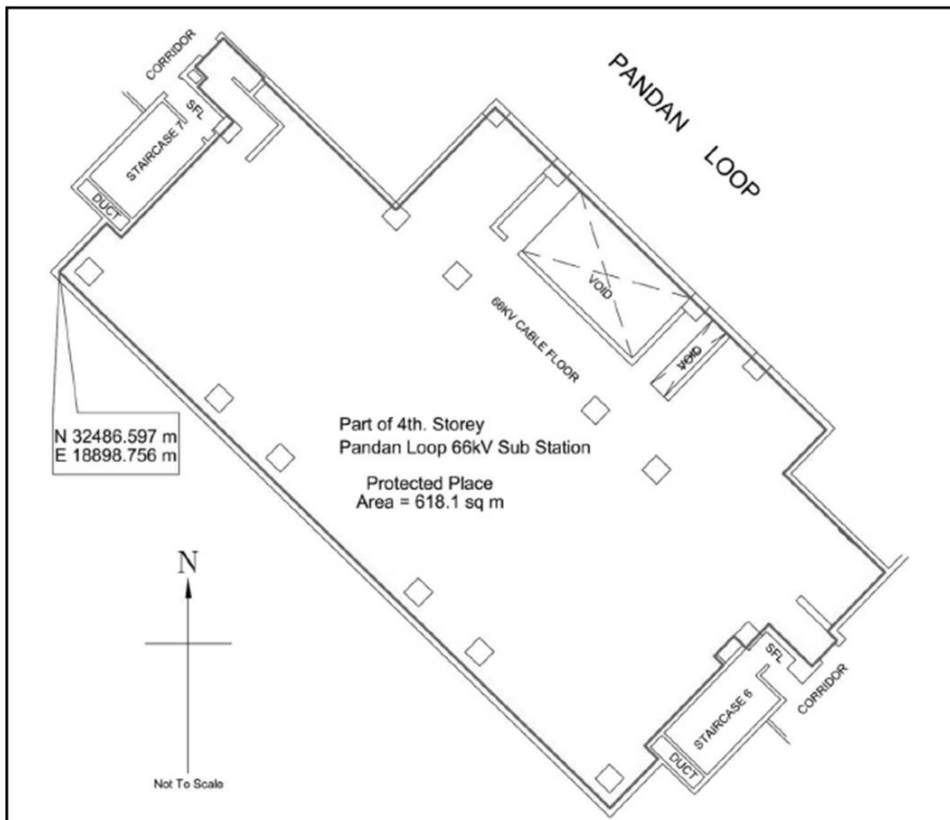 CORRIDOR
SFL
STAIRCASE 7
DUCT
PANDAN LOOP
VOID
66KV CABLE FLOOR
VOID
N 32486.597 m
E 18898.756 m
Part of 4th. Storey
Pandan Loop 66kV Sub Station
Protected Place
Area = 618.1 sq m
N
Not To Scale
SFL
STAIRCASE 6
CORRIDOR
DUCT